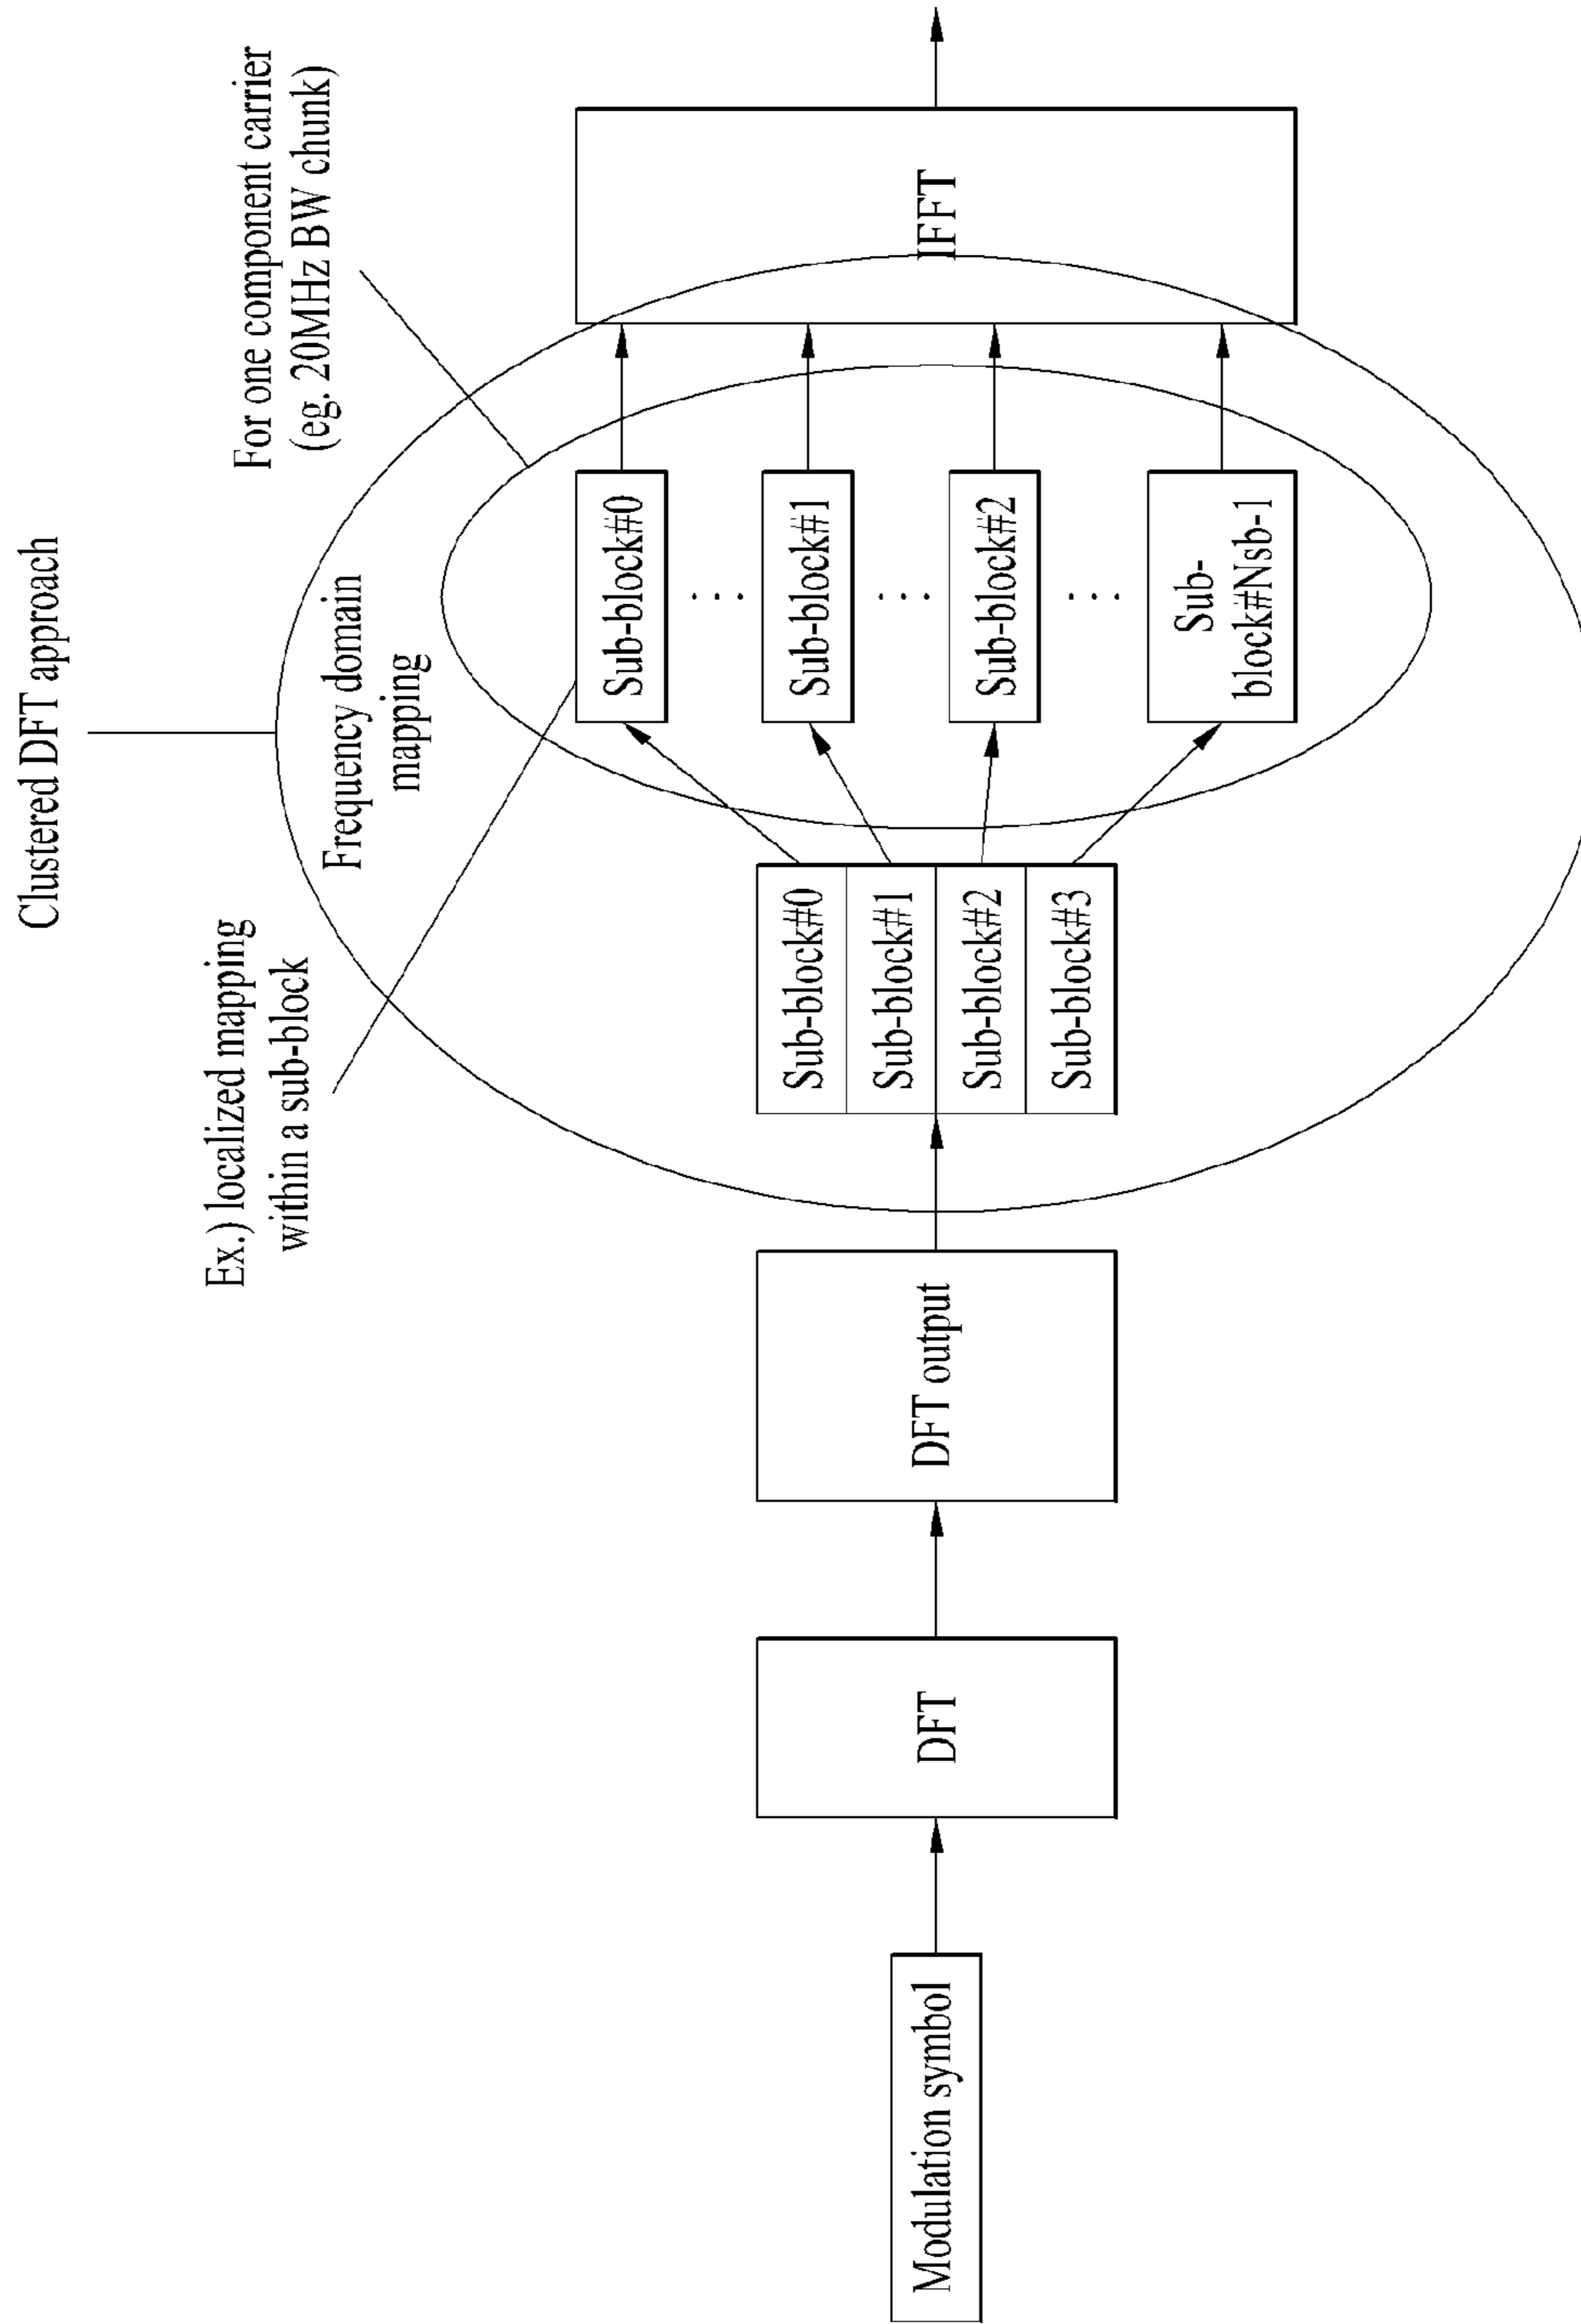 Clustered DFT approach
For one component carrier
(eg. 20MHz BW chunk)
Ex.) localized mapping
within a sub-block
Frequency domain
mapping
Modulation symbol
DFT
DFT output
Sub-block#0
Sub-block#1
Sub-block#2
Sub-block#3
Sub-block#0
...
Sub-block#1
...
Sub-block#2
...
Sub-
block#Nsb-1
IFFT